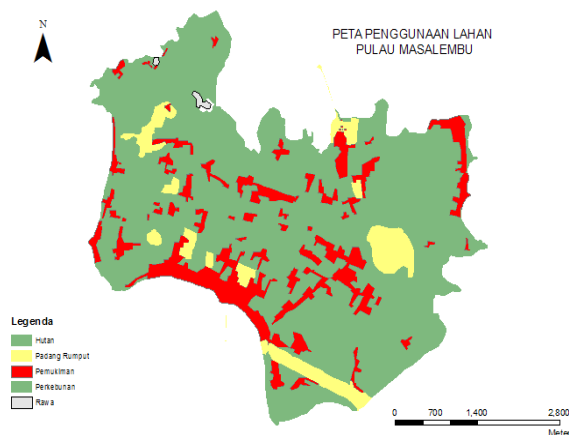 N
PETA PENGGUNAAN LAHAN
PULAU MASALEMBU
Legenda
Hutan
Padang Rumput
Pemukiman
Perkebunan
Rawa
0 700 1,400 2,800
Meter